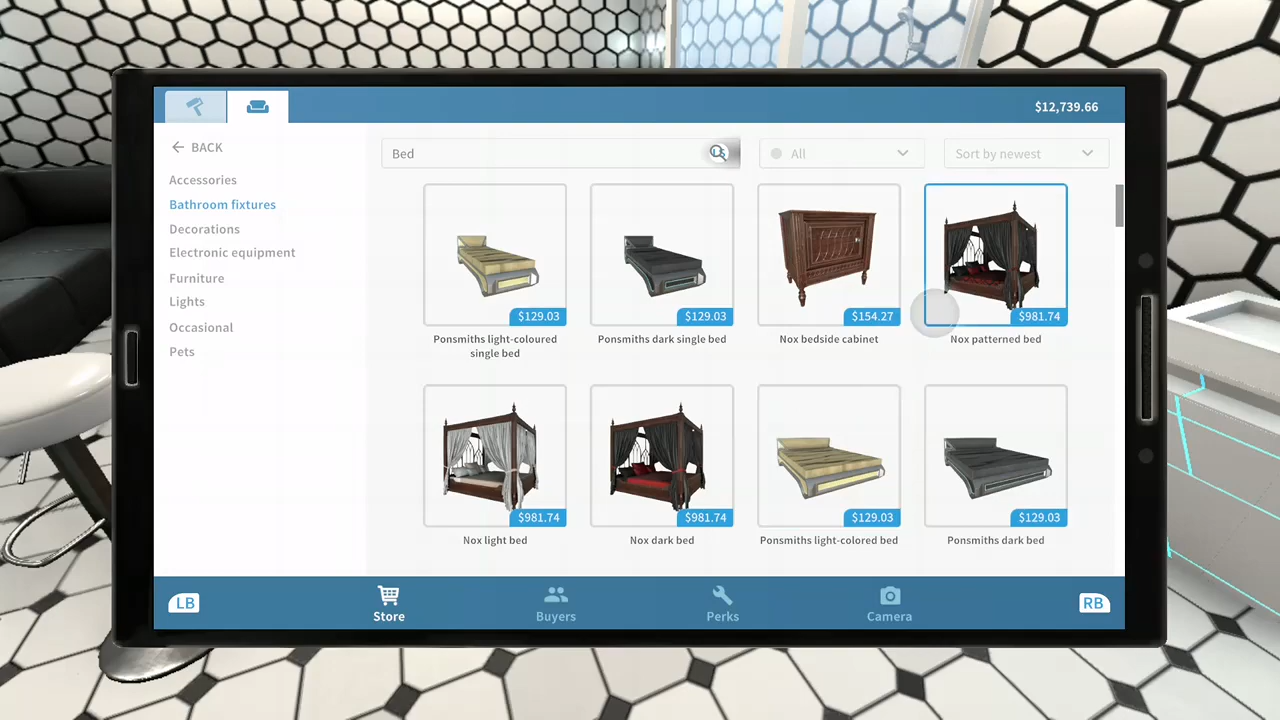 $12,739.66
BACK
Accessories
Bathroom fixtures
Decorations
Electronic equipment
Furniture
Lights
Occasional
Pets
Bed
All
Sort by newest
$129.03
$129.03
$154.27
$981.74
Ponsmiths light-coloured
single bed
Ponsmiths dark single bed
Nox bedside cabinet
Nox patterned bed
$981.74
$981.74
$129.03
$129.03
Nox light bed
Nox dark bed
Ponsmiths light-colored bed
Ponsmiths dark bed
LB
Store
Buyers
Perks
Camera
RB